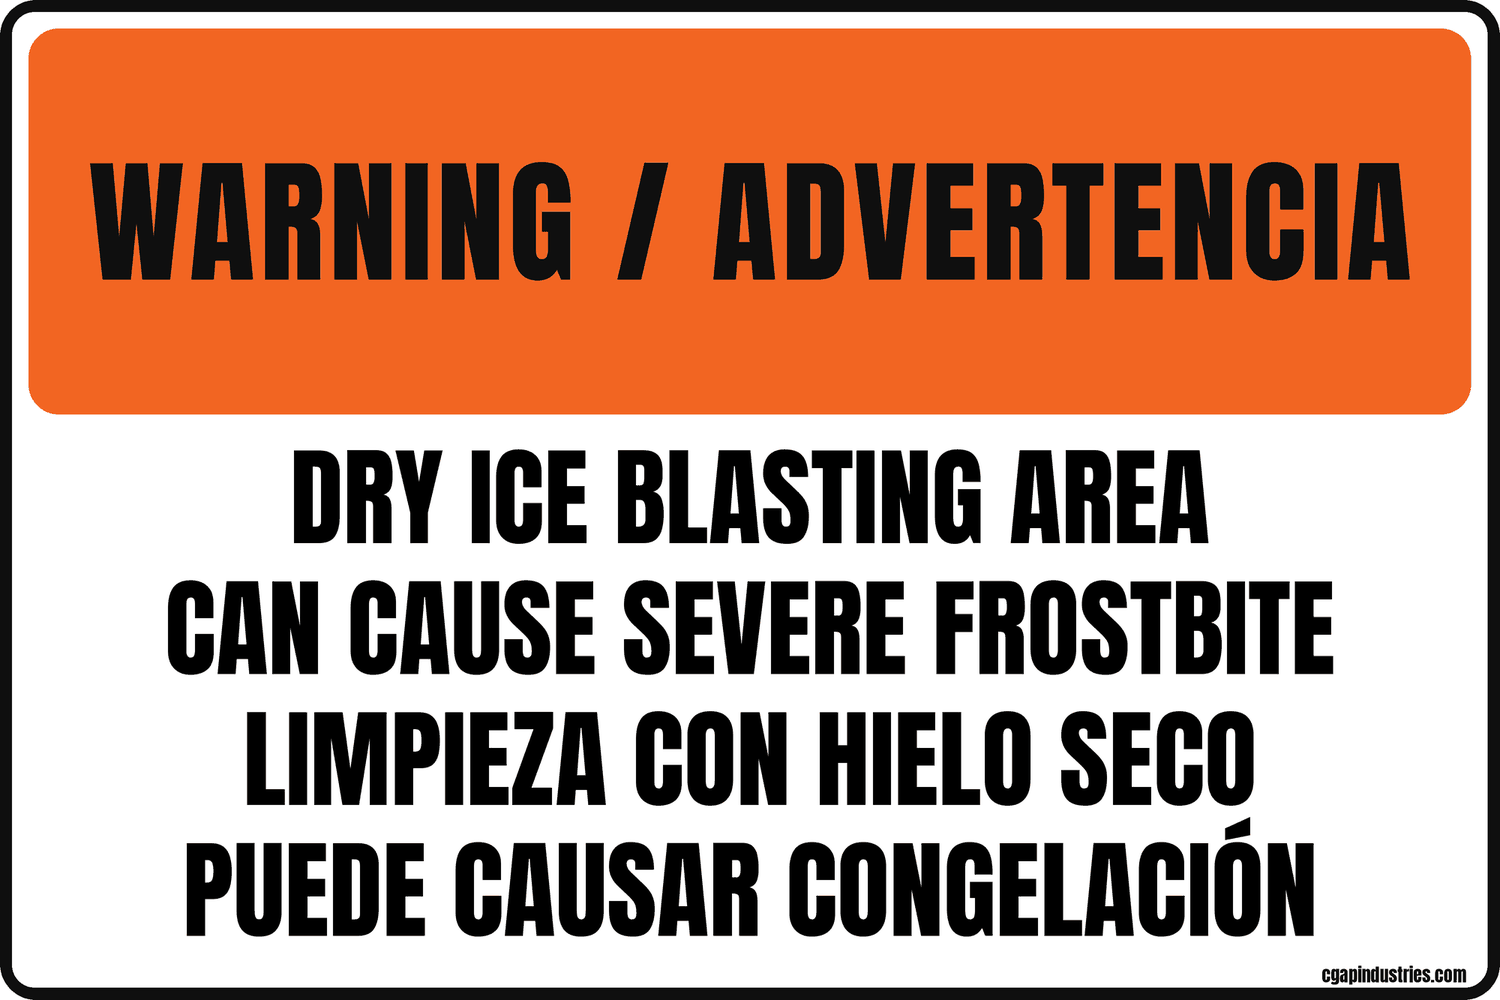 WARNING / ADVERTENCIA
DRY ICE BLASTING AREA
CAN CAUSE SEVERE FROSTBITE
LIMPIEZA CON HIELO SECO
PUEDE CAUSAR CONGELACIÓN
cgapindustries.com